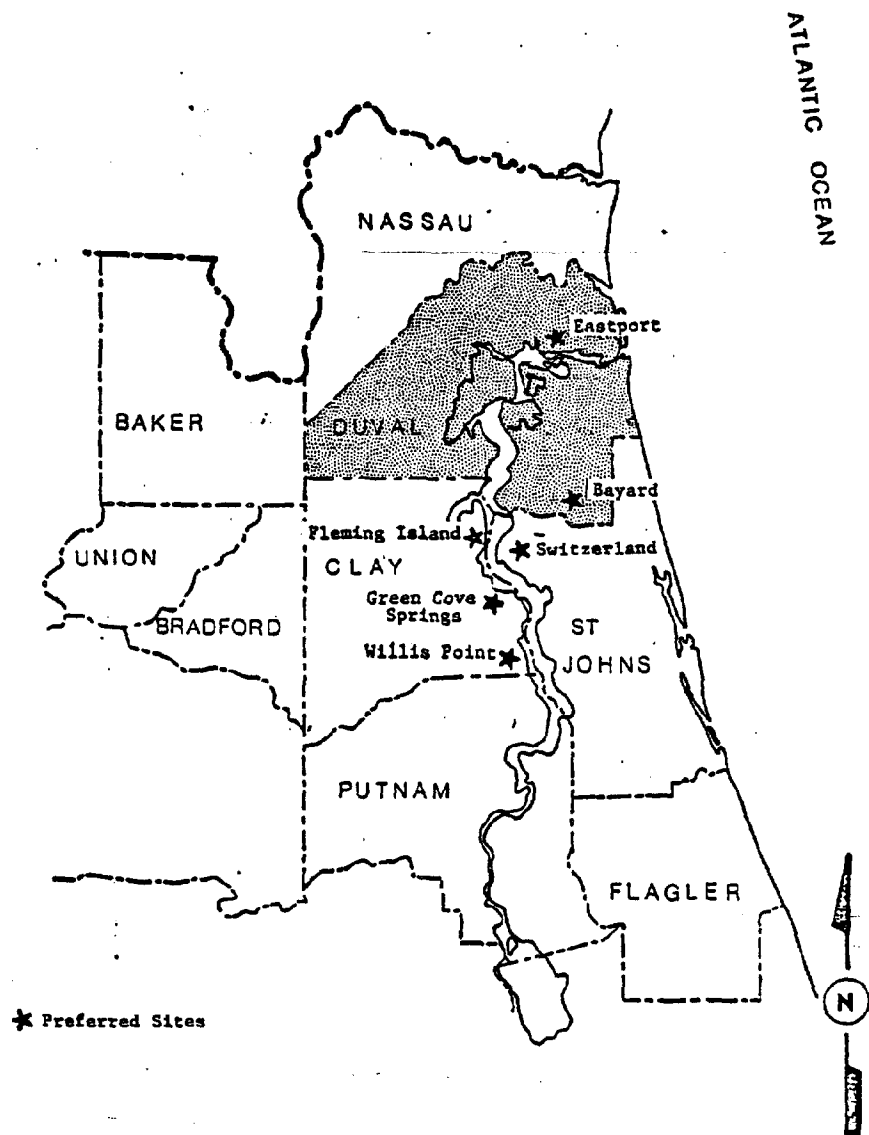 ATLANTIC OCEAN
NASSAU
Eastport
BAKER
DUVAL
Bayard
Fleming Island
Switzerland
UNION
CLAY
Green Cove
Springs
BRADFORD
ST
JOHNS
Willis Point
PUTNAM
FLAGLER
N
Preferred Sites